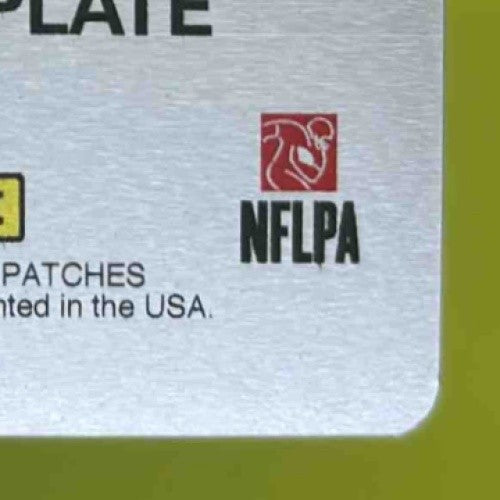 PLATE
NFLPA
PATCHES
nted in the USA.